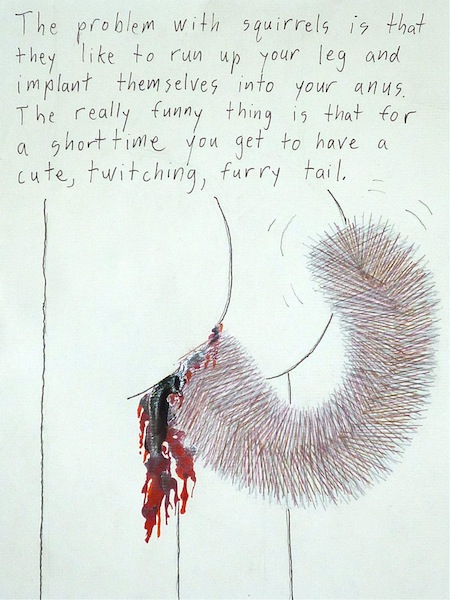 The problem with squirrels is that
they like to run up your leg and
implant themselves into your anus.
The really funny thing is that for
a short time you get to have a
cute, twitching, furry tail.